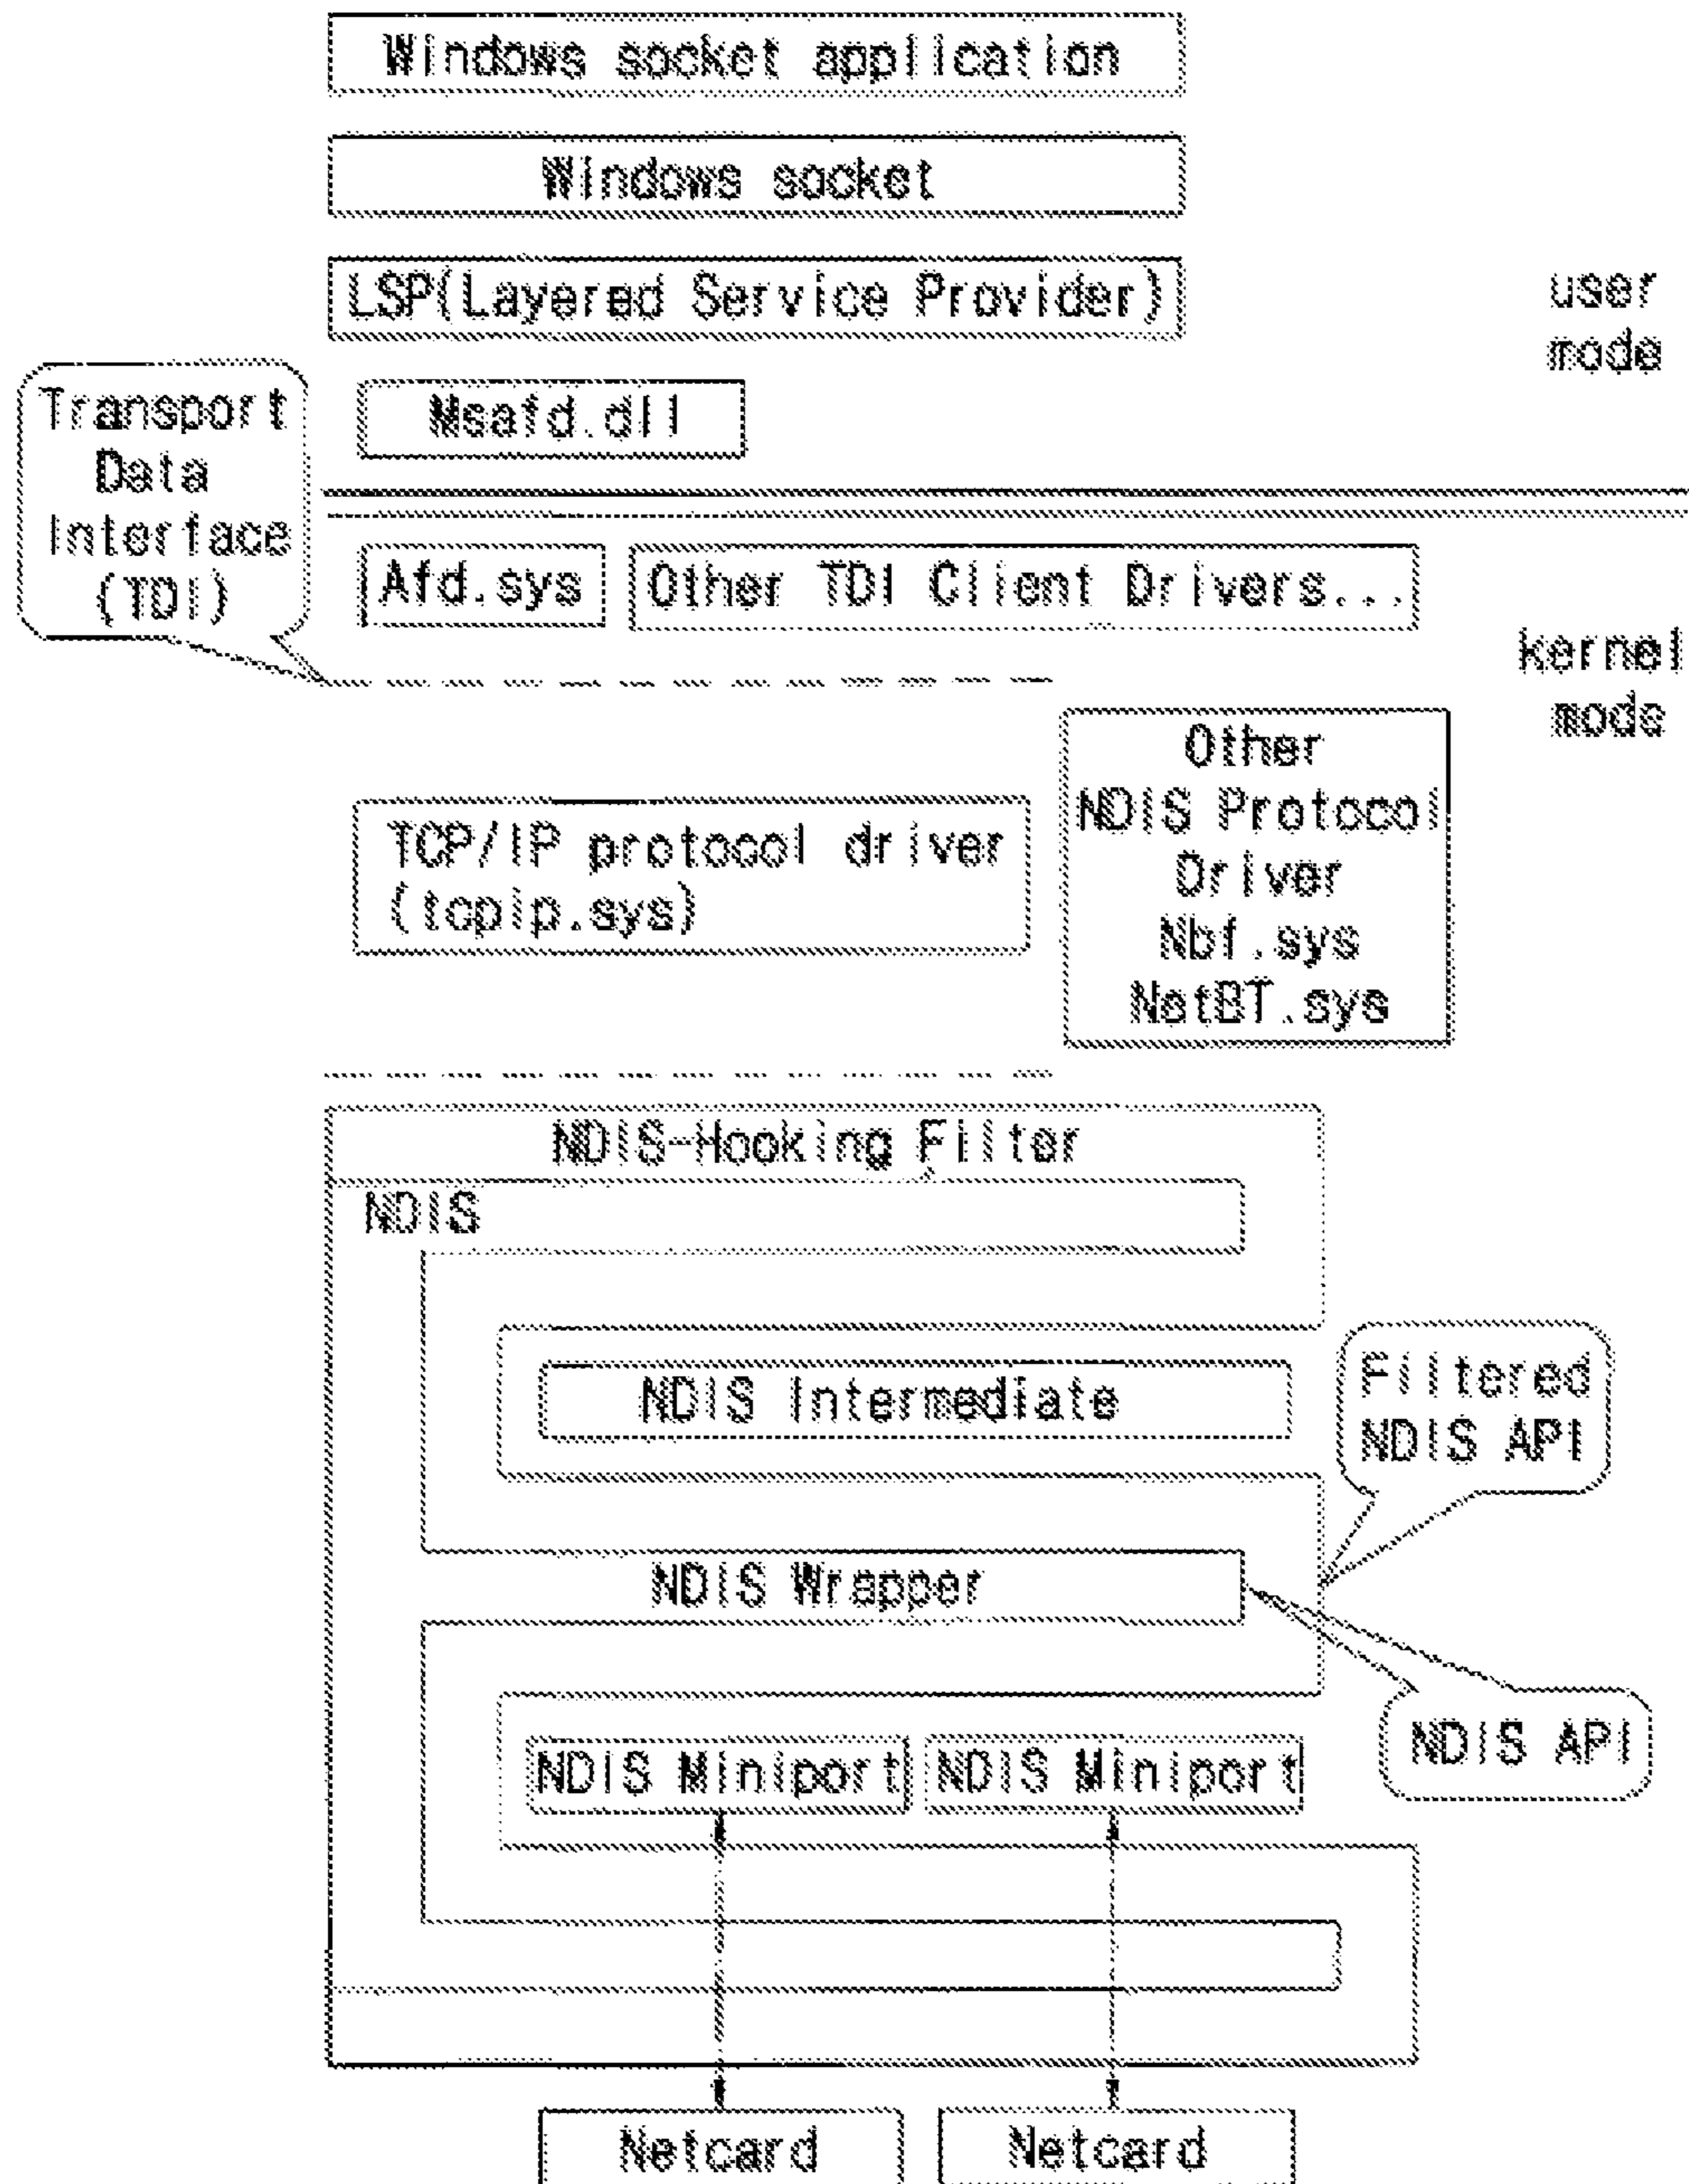 Windows socket application
Windows socket
LSP(Layered Service Provider)
user
mode
Transport
Data
Interface
(TDI)
Msafd.dll
Afd.sys
Other TDI Client Drivers...
kernel
mode
TCP/IP protocol driver
(tcpip.sys)
Other
NDIS Protocol
Driver
Nbf.sys
NetBT.sys
NDIS-Hooking Filter
NDIS
NDIS Intermediate
Filtered
NDIS API
NDIS Wrapper
NDIS API
NDIS Miniport
NDIS Miniport
Netcard
Netcard